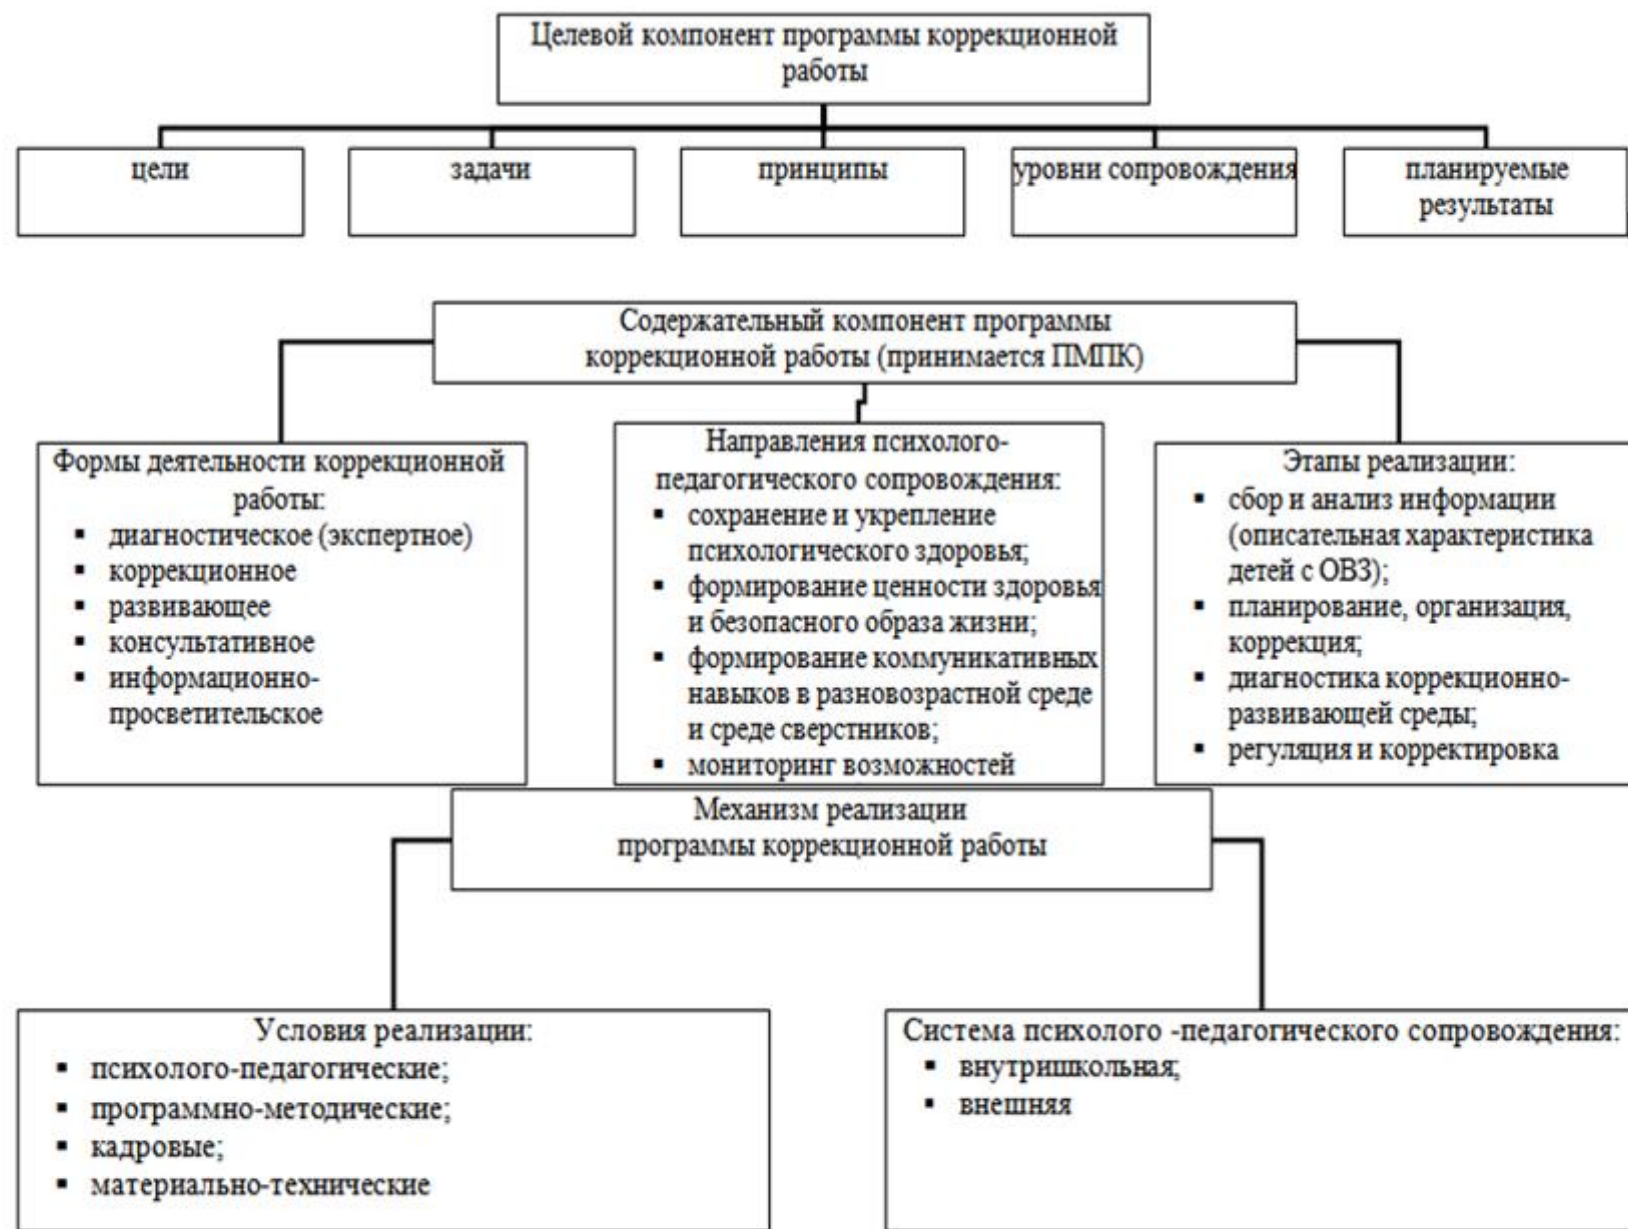 Целевой компонент программы коррекционной
работы
цели
задачи
принципы
уровни сопровождения
планируемые
результаты
Содержательный компонент программы
коррекционной работы (принимается ПМПК)
Формы деятельности коррекционной
работы:
▪ диагностическое (экспертное)
▪ коррекционное
▪ развивающее
▪ консультативное
▪ информационно-
просветительское
Направления психолого-
педагогического сопровождения:
▪ сохранение и укрепление
психологического здоровья;
▪ формирование ценности здоровья
и безопасного образа жизни;
▪ формирование коммуникативных
навыков в разновозрастной среде
и среде сверстников;
▪ мониторинг возможностей
Этапы реализации:
▪ сбор и анализ информации
(описательная характеристика
детей с ОВЗ);
▪ планирование, организация,
коррекция;
▪ диагностика коррекционно-
развивающей среды;
▪ регуляция и корректировка
Механизм реализации
программы коррекционной работы
Условия реализации:
▪ психолого-педагогические;
▪ программно-методические;
▪ кадровые;
▪ материально-технические
Система психолого -педагогического сопровождения:
▪ внутришкольная;
▪ внешняя